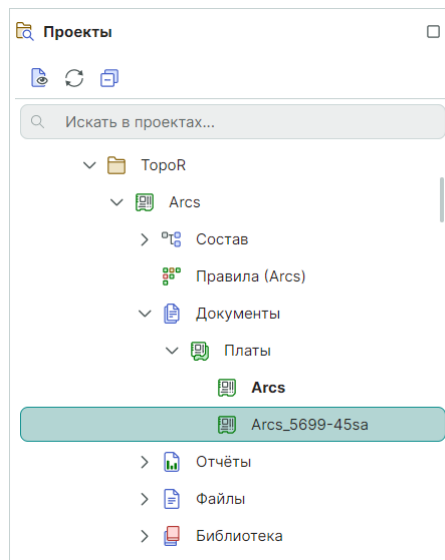 Проекты
Искать в проектах...
TopoR
Arcs
Состав
Правила (Arcs)
Документы
Платы
Arcs
Arcs_5699-45sa
Отчёты
Файлы
Библиотека